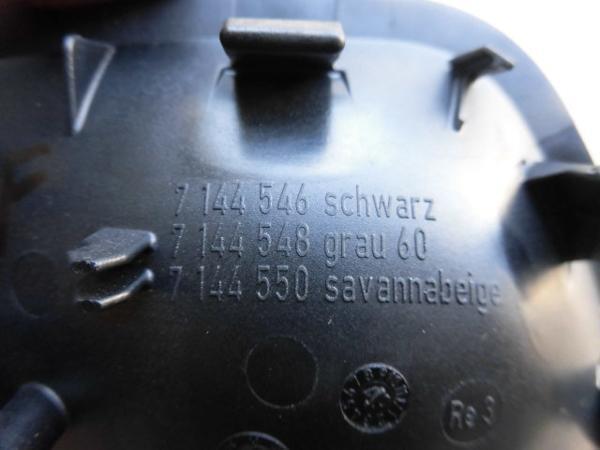 7 144 546 schwarz
7 144 548 grau 60
7 144 550 savannabeige
Re 3